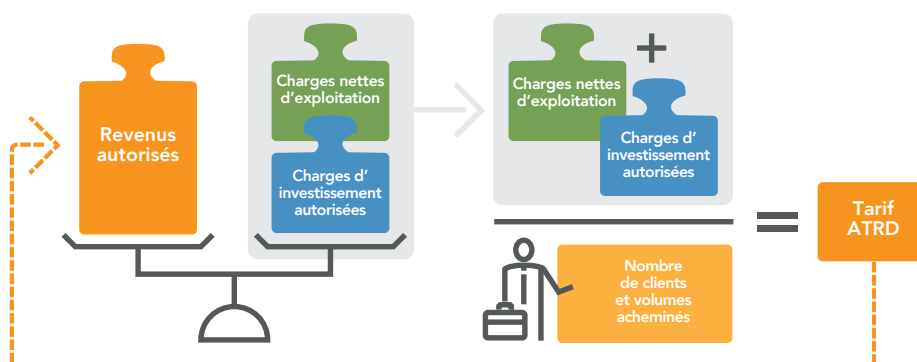 Revenus
autorisés
Charges nettes
d'exploitation
Charges d'
investissement
autorisées
Charges nettes
d'exploitation
+
Charges d'
investissement
autorisées
=
Tarif
ATRD
Nombre
de clients
et volumes
acheminés